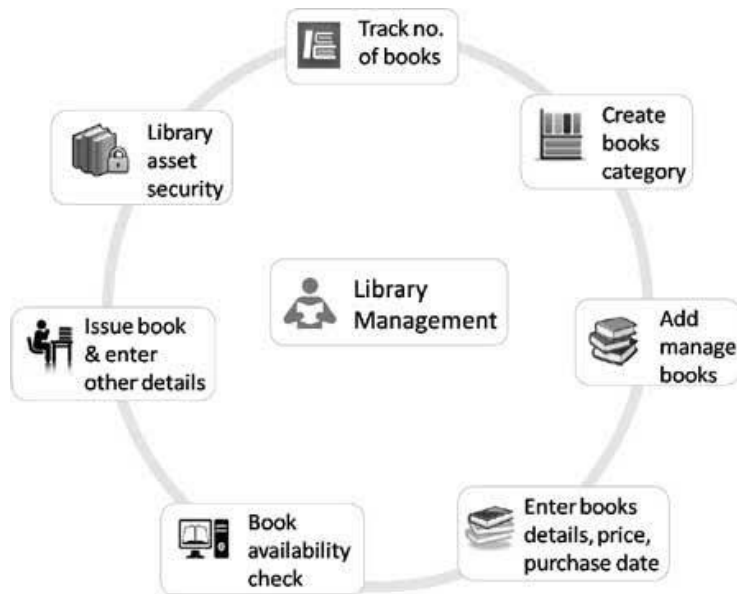 Track no.
of books
Create
books
category
Add
manage
books
Enter books
details, price,
purchase date
Book
availability
check
Issue book
& enter
other details
Library
asset
security
Library
Management